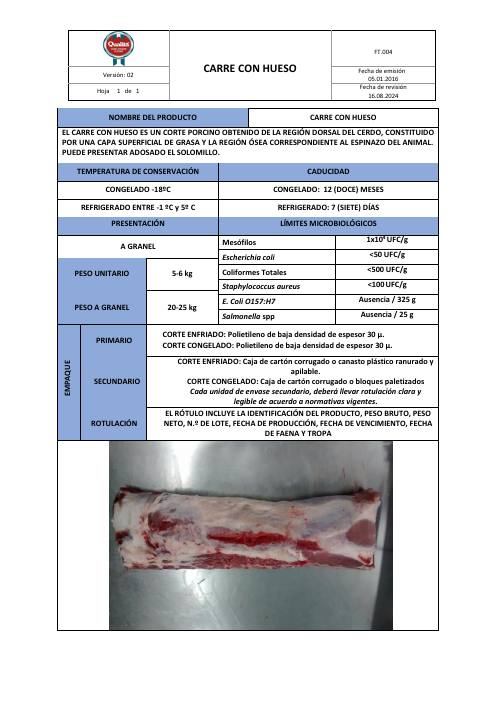 Qualitá
Versión: 02
Hoja 1 de 1
CARRE CON HUESO
FT.004
Fecha de emisión
05.01.2016
Fecha de revisión
16.08.2024
NOMBRE DEL PRODUCTO
CARRE CON HUESO
EL CARRE CON HUESO ES UN CORTE PORCINO OBTENIDO DE LA REGIÓN DORSAL DEL CERDO, CONSTITUIDO
POR UNA CAPA SUPERFICIAL DE GRASA Y LA REGIÓN ÓSEA CORRESPONDIENTE AL ESPINAZO DEL ANIMAL.
PUEDE PRESENTAR ADOSADO EL SOLOMILLO.
TEMPERATURA DE CONSERVACIÓN
CADUCIDAD
CONGELADO -18ºC
CONGELADO: 12 (DOCE) MESES
REFRIGERADO ENTRE -1 ºC y 5º C
REFRIGERADO: 7 (SIETE) DÍAS
PRESENTACIÓN
LÍMITES MICROBIOLÓGICOS
A GRANEL
Mesófilos
UFC/g
Escherichia coli
<50 UFC/g
PESO UNITARIO
5-6 kg
Coliformes Totales
<500 UFC/g
Staphylococcus aureus
<100 UFC/g
PESO A GRANEL
20-25 kg
E. Coli O157:H7
Ausencia / 325 g
Salmonella spp
Ausencia / 25 g
EMPAQUE
PRIMARIO
CORTE ENFRIADO: Polietileno de baja densidad de espesor 30 µ.
CORTE CONGELADO: Polietileno de baja densidad de espesor 30 µ.
SECUNDARIO
CORTE ENFRIADO: Caja de cartón corrugado o canasto plástico ranurado y
apilable.
CORTE CONGELADO: Caja de cartón corrugado o bloques paletizados
Cada unidad de envase secundario, deberá llevar rotulación clara y
legible de acuerdo a normativas vigentes.
ROTULACIÓN
EL RÓTULO INCLUYE LA IDENTIFICACIÓN DEL PRODUCTO, PESO BRUTO, PESO
NETO, N.º DE LOTE, FECHA DE PRODUCCIÓN, FECHA DE VENCIMIENTO, FECHA
DE FAENA Y TROPA